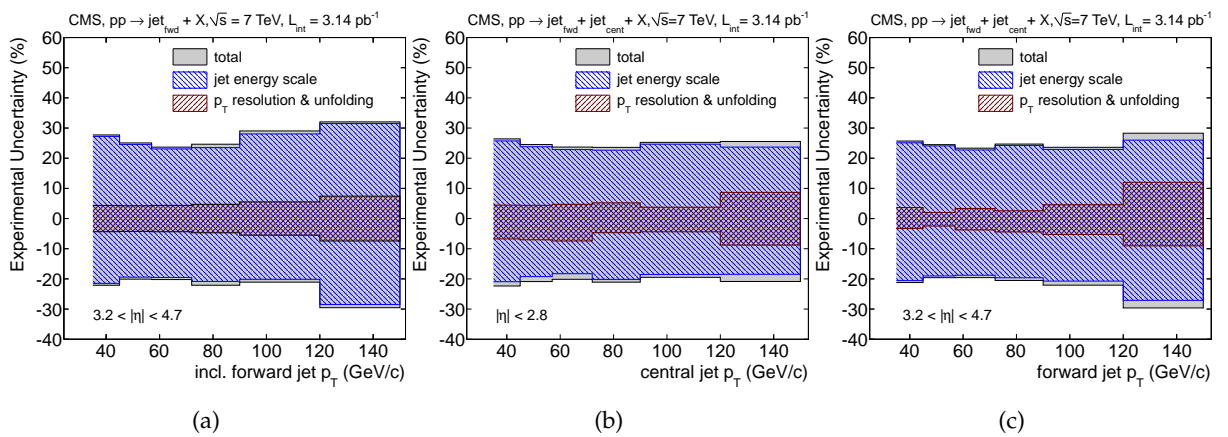 CMS, pp → jet_fwd + X,√s = 7 TeV, L_int = 3.14 pb⁻¹
Experimental Uncertainty (%)
60
50
40
30
20
10
0
-10
-20
-30
-40
total
jet energy scale
p_T resolution & unfolding
3.2 < |η| < 4.7
40 60 80 100 120 140
incl. forward jet p_T (GeV/c)
(a)
CMS, pp → jet_fwd + jet_cent + X,√s=7 TeV, L_int = 3.14 pb⁻¹
Experimental Uncertainty (%)
60
50
40
30
20
10
0
-10
-20
-30
-40
total
jet energy scale
p_T resolution & unfolding
|η| < 2.8
40 60 80 100 120 140
central jet p_T (GeV/c)
(b)
CMS, pp → jet_fwd + jet_cent + X,√s=7 TeV, L_int = 3.14 pb⁻¹
Experimental Uncertainty (%)
60
50
40
30
20
10
0
-10
-20
-30
-40
total
jet energy scale
p_T resolution & unfolding
3.2 < |η| < 4.7
40 60 80 100 120 140
forward jet p_T (GeV/c)
(c)